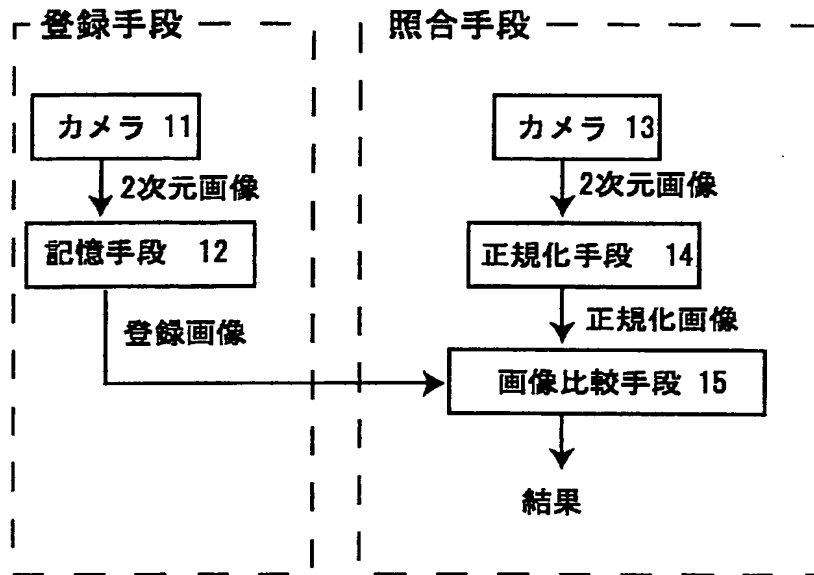 登録手段
カメラ 11
2次元画像
記憶手段 12
登録画像
照合手段
カメラ 13
2次元画像
正規化手段 14
正規化画像
画像比較手段 15
結果